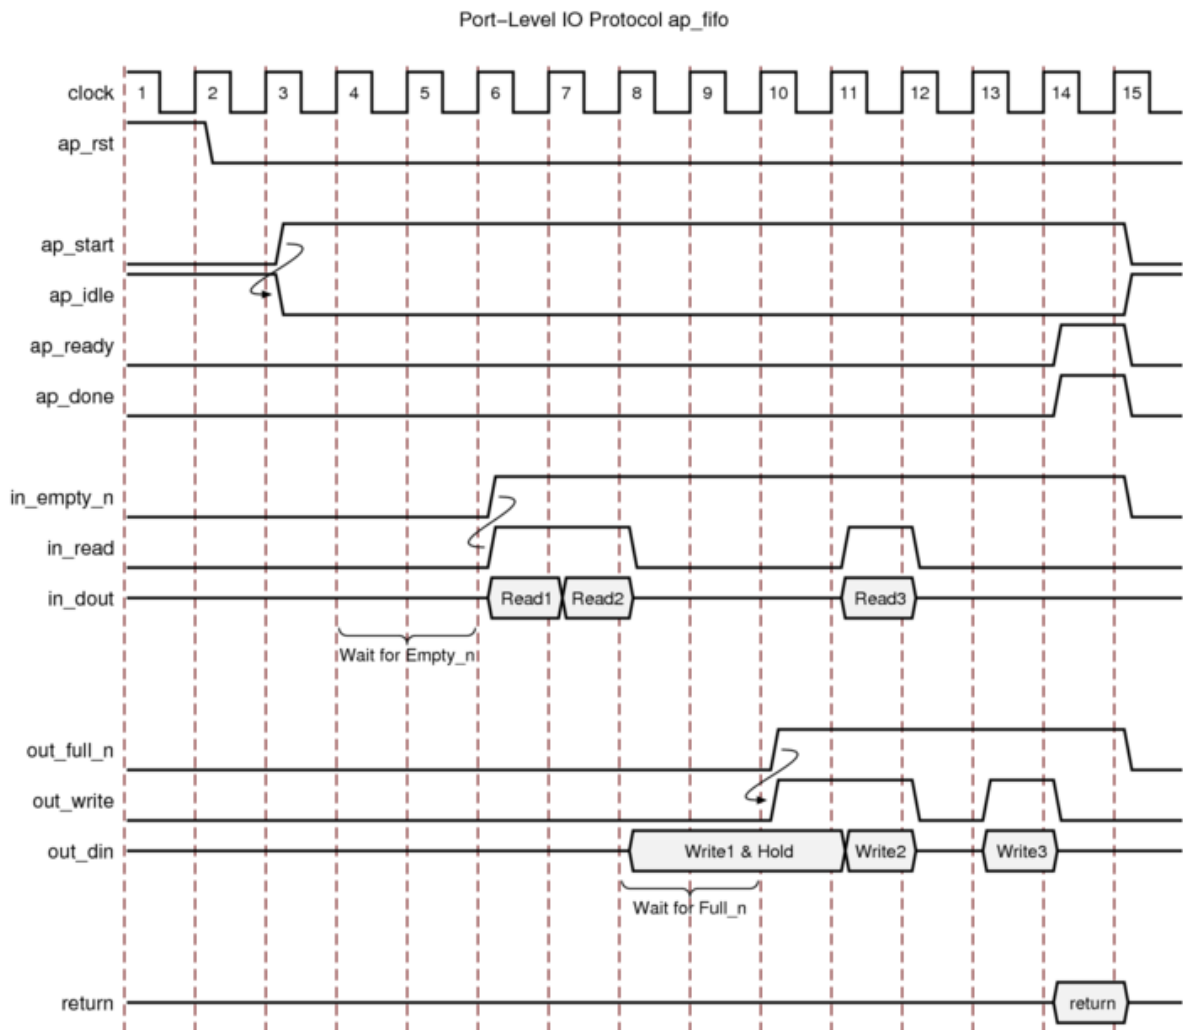 Port-Level IO Protocol ap_fifo
clock 1 2 3 4 5 6 7 8 9 10 11 12 13 14 15
ap_rst
ap_start
ap_idle
ap_ready
ap_done
in_empty_n
in_read
in_dout Read1 Read2 Read3
Wait for Empty_n
out_full_n
out_write
out_din Write1 & Hold Write2 Write3
Wait for Full_n
return return